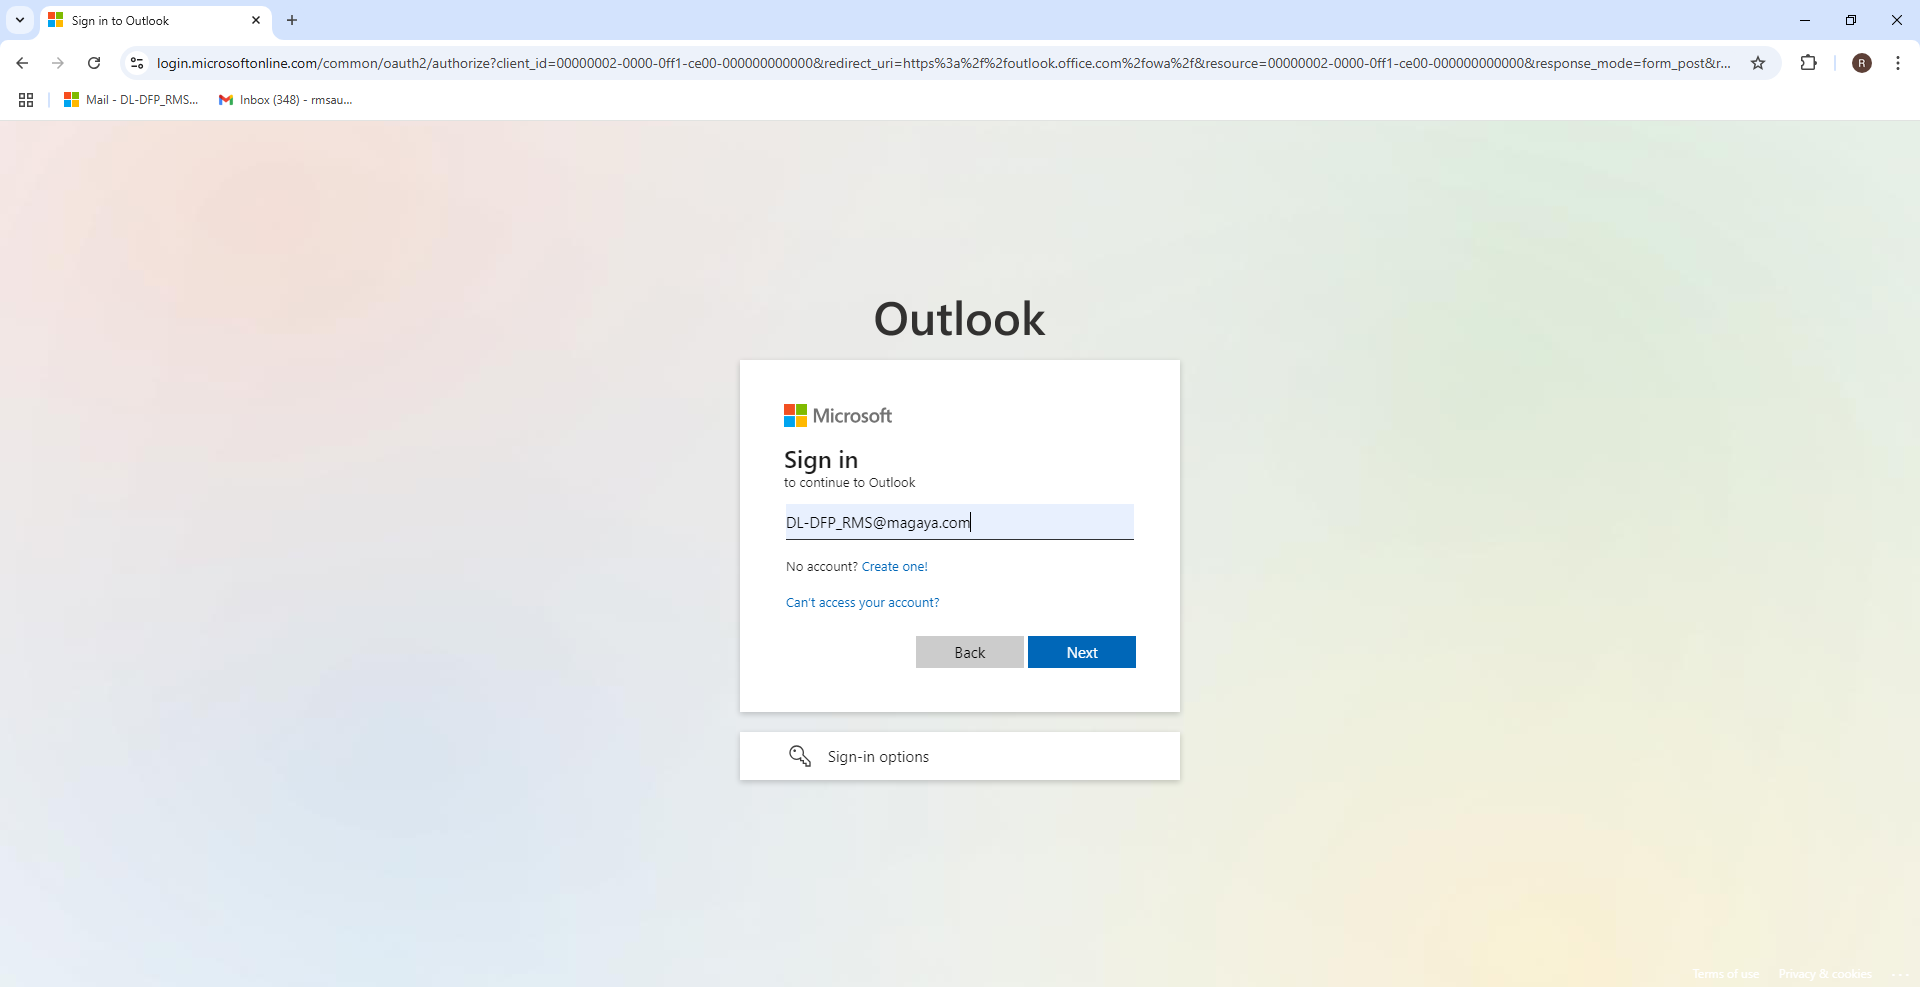 Sign in to Outlook
login.microsoftonline.com/common/oauth2/authorize?client_id=00000002-0000-0ff1-ce00-000000000000&redirect_uri=https%3a%2f%2foutlook.office.com%2fowa%2f&resource=00000002-0000-0ff1-ce00-000000000000&response_mode=form_post&r...
R
Mail - DL-DFP_RMS...
Inbox (348) - rmsau...
Outlook
Microsoft
Sign in
to continue to Outlook
DL-DFP_RMS@magaya.com
No account? Create one!
Can't access your account?
Back
Next
Sign-in options
Terms of use
Privacy & cookies
...